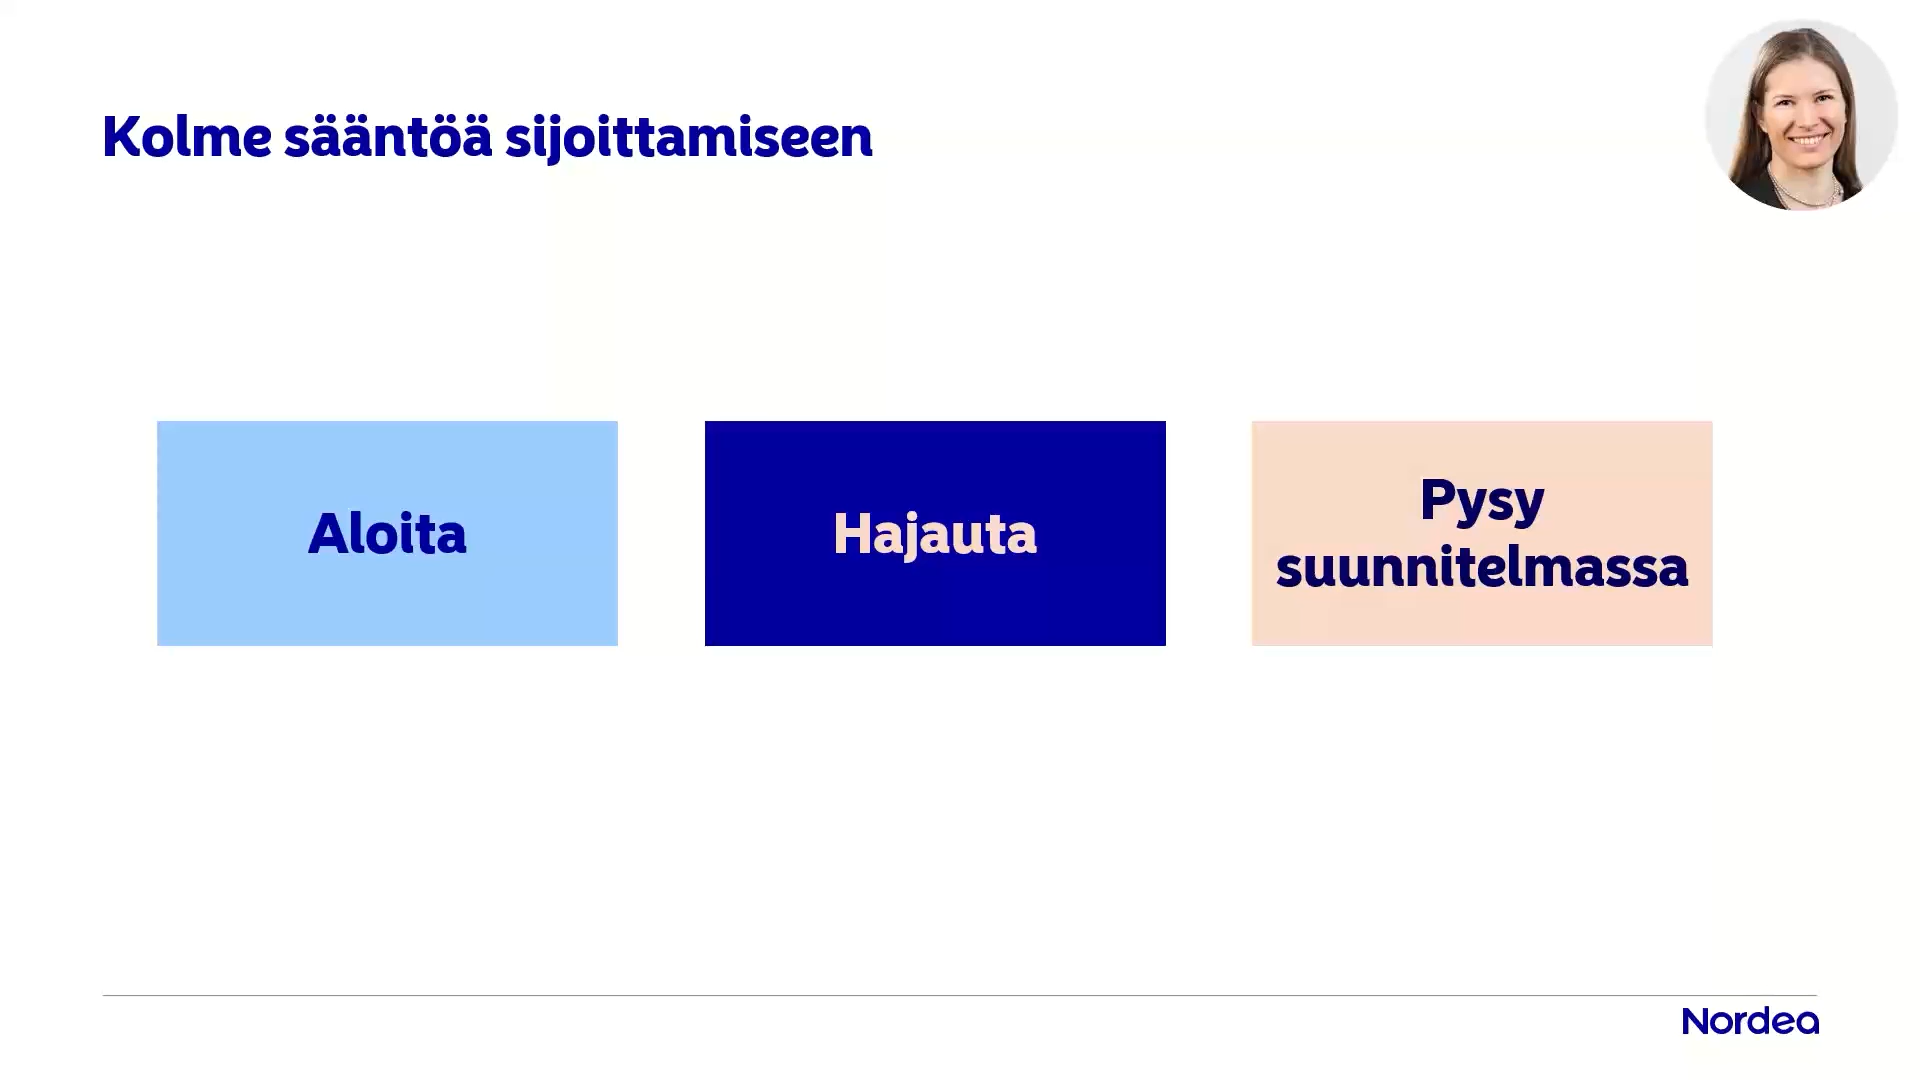 Kolme sääntöä sijoittamiseen
Aloita
Hajauta
Pysy
suunnitelmassa
Nordea